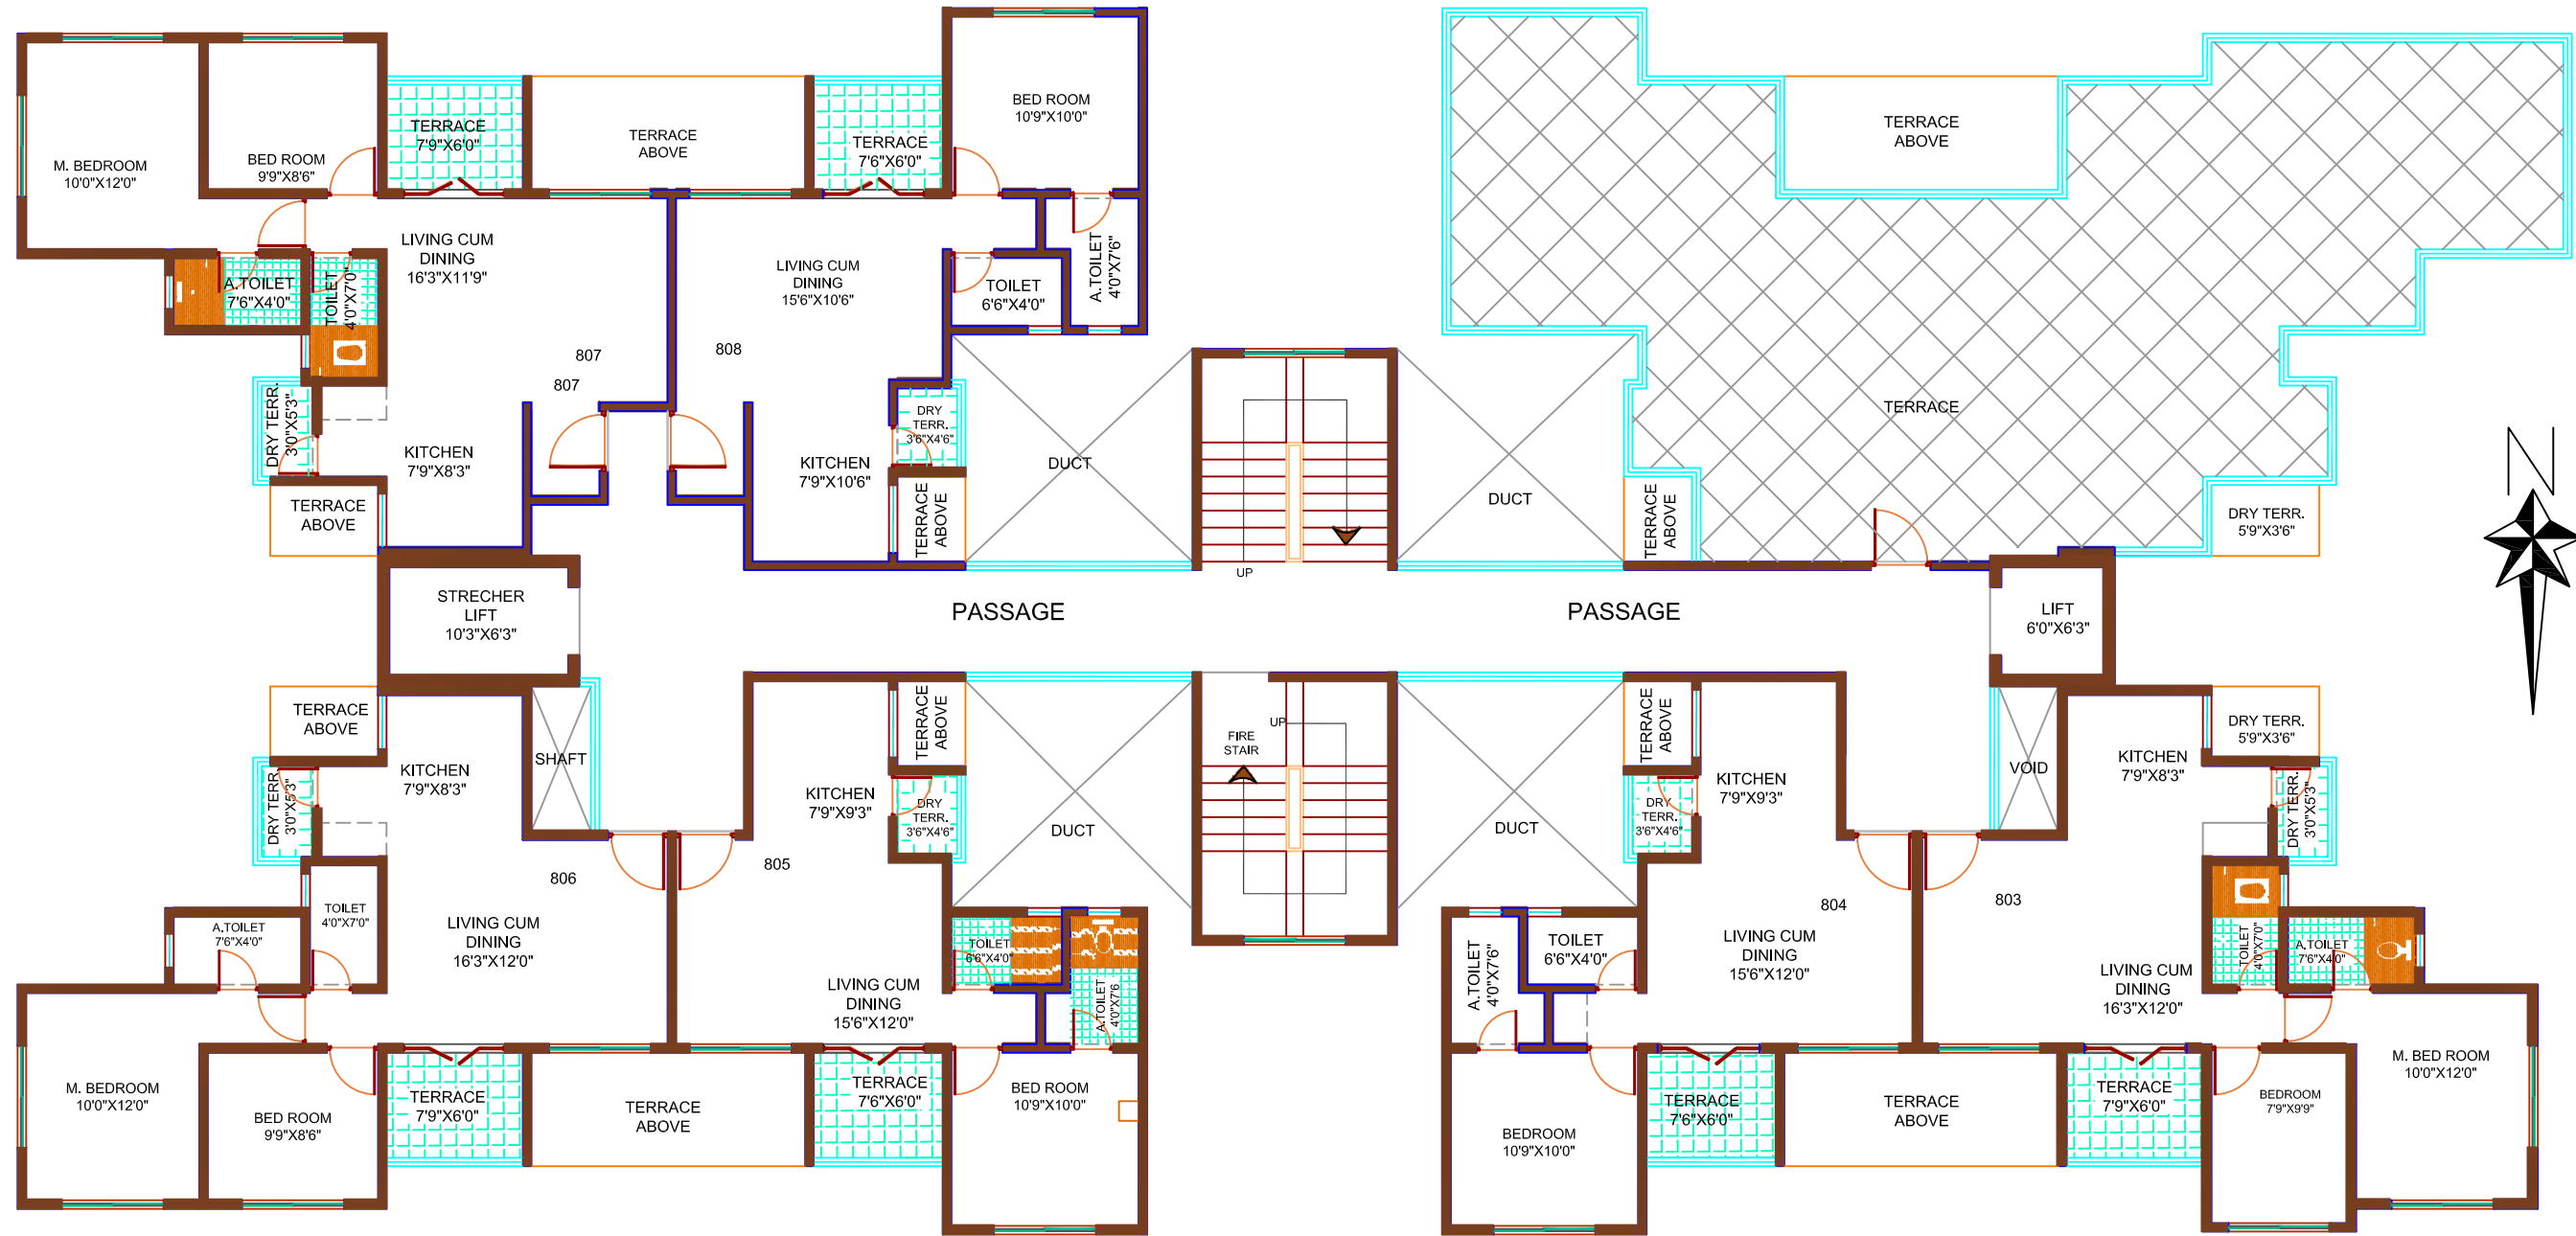 M. BEDROOM
10'0"X12'0"
BED ROOM
9'9"X8'6"
TERRACE
7'9"X6'0"
TERRACE
ABOVE
TERRACE
7'6"X6'0"
BED ROOM
10'9"X10'0"
LIVING CUM
DINING
16'3"X11'9"
A.TOILET
7'6"X4'0"
TOILET
4'0"X7'0"
LIVING CUM
DINING
15'6"X10'6"
TOILET
6'6"X4'0"
A.TOILET
4'0"X7'6"
807
807
808
DRY TERR.
3'0"X5'3"
KITCHEN
7'9"X8'3"
TERRACE
ABOVE
KITCHEN
7'9"X10'6"
DRY
TERR.
3'6"X4'6"
TERRACE
ABOVE
DUCT
UP
DUCT
TERRACE
ABOVE
TERRACE
ABOVE
TERRACE
DRY TERR.
5'9"X3'6"
N
STRECHER
LIFT
10'3"X6'3"
PASSAGE
PASSAGE
LIFT
6'0"X6'3"
TERRACE
ABOVE
DRY TERR.
3'0"X5'3"
KITCHEN
7'9"X8'3"
SHAFT
806
805
KITCHEN
7'9"X9'3"
TERRACE
ABOVE
DRY
TERR.
3'6"X4'6"
DUCT
FIRE
STAIR
UP
DUCT
TERRACE
ABOVE
DRY
TERR.
3'6"X4'6"
KITCHEN
7'9"X9'3"
804
803
VOID
KITCHEN
7'9"X8'3"
DRY TERR.
5'9"X3'6"
DRY TERR.
3'0"X5'3"
A.TOILET
7'6"X4'0"
TOILET
4'0"X7'0"
LIVING CUM
DINING
16'3"X12'0"
LIVING CUM
DINING
15'6"X12'0"
TOILET
6'6"X4'0"
A.TOILET
4'0"X7'6
A.TOILET
4'0"X7'6"
TOILET
6'6"X4'0"
LIVING CUM
DINING
15'6"X12'0"
LIVING CUM
DINING
16'3"X12'0"
TOILET
4'0"X7'0"
A.TOILET
7'6"X4'0"
M. BEDROOM
10'0"X12'0"
BED ROOM
9'9"X8'6"
TERRACE
7'9"X6'0"
TERRACE
ABOVE
TERRACE
7'6"X6'0"
BED ROOM
10'9"X10'0"
BEDROOM
10'9"X10'0"
TERRACE
7'6"X6'0"
TERRACE
ABOVE
TERRACE
7'9"X6'0"
BEDROOM
7'9"X9'9"
M. BED ROOM
10'0"X12'0"